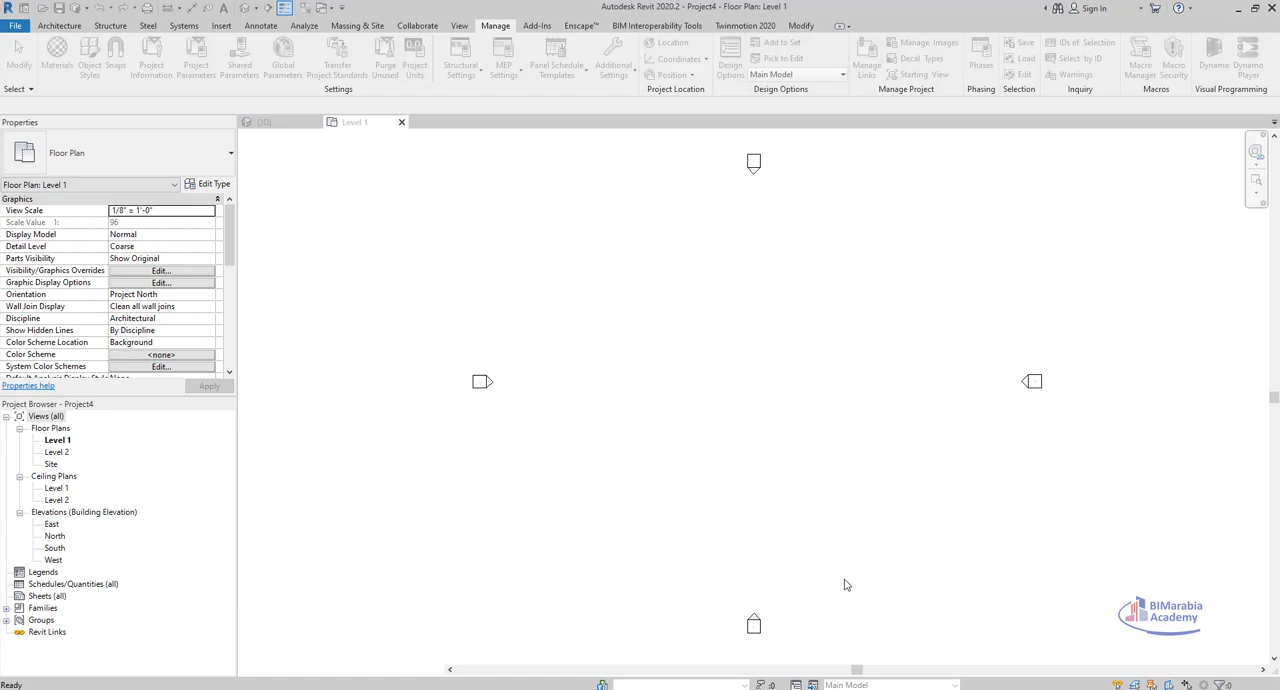 Autodesk Revit 2020.2 - Project4 - Floor Plan: Level 1
Sign In
File Architecture Structure Steel Systems Insert Annotate Analyze Massing & Site Collaborate View Manage Add-Ins Enscape™ BIM Interoperability Tools Twinmotion 2020 Modify
Modify
Materials
Object Styles
Snaps
Project Information
Project Parameters
Shared Parameters
Global Parameters
Transfer Project Standards
Purge Unused
Project Units
Structural Settings
MEP Settings
Panel Schedule Templates
Additional Settings
Location
Coordinates
Position
Design Options
Add to Set
Pick to Edit
Main Model
Manage Links
Manage Images
Decal Types
Starting View
Phases
Save
Load
Edit
IDs of Selection
Select by ID
Warnings
Macro Manager
Macro Security
Dynamo
Dynamo Player
Select Settings Project Location Design Options Manage Project Phasing Selection Inquiry Macros Visual Programming
Properties
{3D}
Level 1
Floor Plan
Floor Plan: Level 1
Edit Type
Graphics
View Scale 1/8" = 1'-0"
Scale Value 1: 96
Display Model Normal
Detail Level Coarse
Parts Visibility Show Original
Visibility/Graphics Overrides Edit...
Graphic Display Options Edit...
Orientation Project North
Wall Join Display Clean all wall joins
Discipline Architectural
Show Hidden Lines By Discipline
Color Scheme Location Background
Color Scheme <none>
System Color Schemes Edit...
Properties help
Apply
Project Browser - Project4
Views (all)
Floor Plans
Level 1
Level 2
Site
Ceiling Plans
Level 1
Level 2
Elevations (Building Elevation)
East
North
South
West
Legends
Schedules/Quantities (all)
Sheets (all)
Families
Groups
Revit Links
BIMarabia
Academy
Ready
:0
Main Model
:0